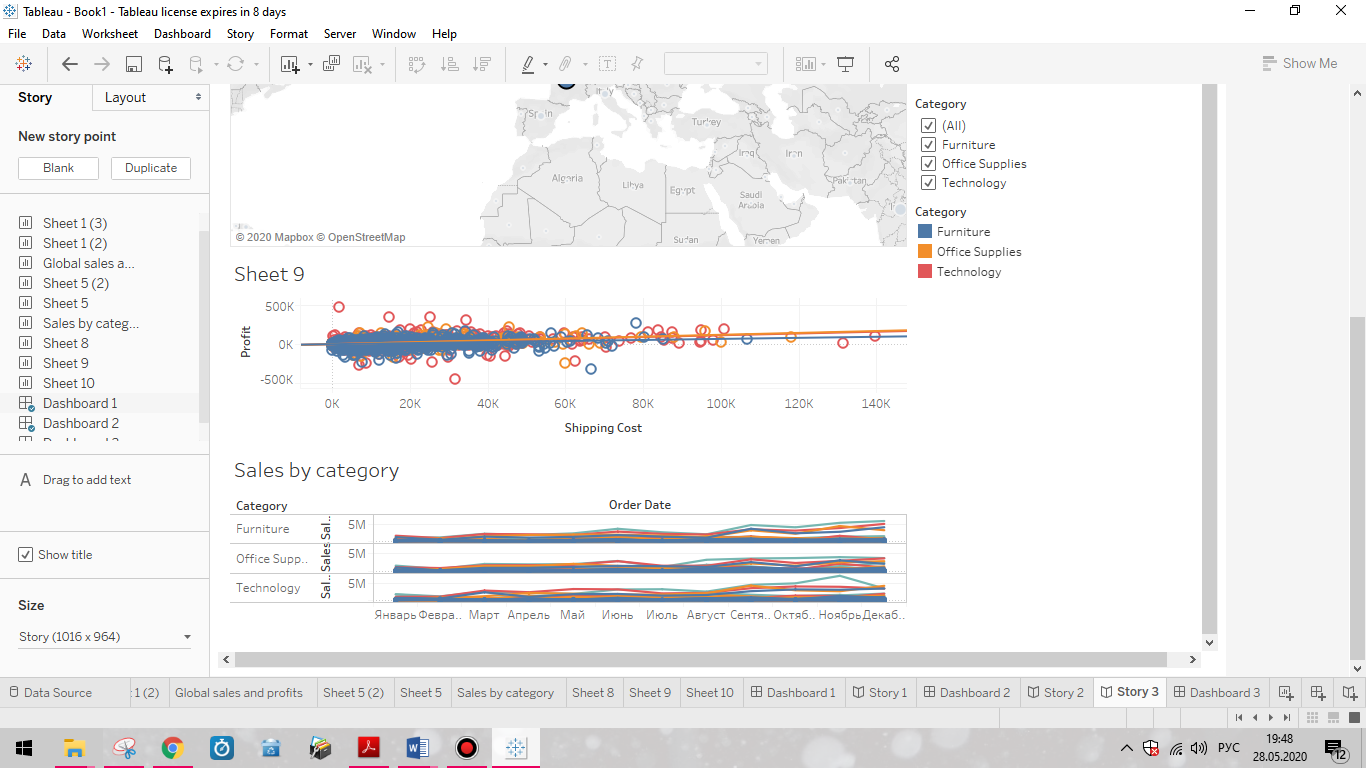 Tableau - Book1 - Tableau license expires in 8 days
File Data Worksheet Dashboard Story Format Server Window Help
Show Me
Story Layout
New story point
Blank Duplicate
Sheet 1 (3)
Sheet 1 (2)
Global sales a...
Sheet 5 (2)
Sheet 5
Sales by categ...
Sheet 8
Sheet 9
Sheet 10
Dashboard 1
Dashboard 2
A Drag to add text
Show title
Size
Story (1016 x 964)
Italy
Spain
Turkey
Iraq Iran
Algeria Libya Egypt Saudi Arabia Pakistan
Sudan Yemen
© 2020 Mapbox © OpenStreetMap
Category
(All)
Furniture
Office Supplies
Technology
Category
Furniture
Office Supplies
Technology
Sheet 9
Profit
500K
0K
-500K
0K 20K 40K 60K 80K 100K 120K 140K
Shipping Cost
Sales by category
Category Order Date
Furniture Sal.. 5M
Office Supp.. Sales 5M
Technology Sal.. 5M
Январь Февра.. Март Апрель Май Июнь Июль Август Сентя.. Октяб.. Ноябрь Декаб..
Data Source 1 (2) Global sales and profits Sheet 5 (2) Sheet 5 Sales by category Sheet 8 Sheet 9 Sheet 10 Dashboard 1 Story 1 Dashboard 2 Story 2 Story 3 Dashboard 3
РУС
19:48
28.05.2020
12